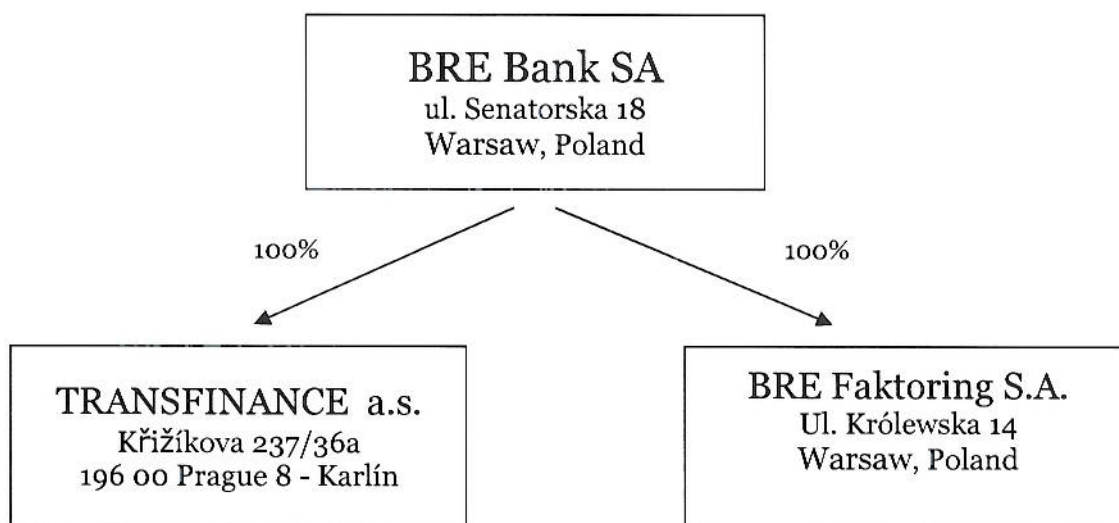 BRE Bank SA
ul. Senatorska 18
Warsaw, Poland
100%
100%
TRANSFINANCE a.s.
Křižíkova 237/36a
196 00 Prague 8 - Karlín
BRE Faktoring S.A.
Ul. Królewska 14
Warsaw, Poland